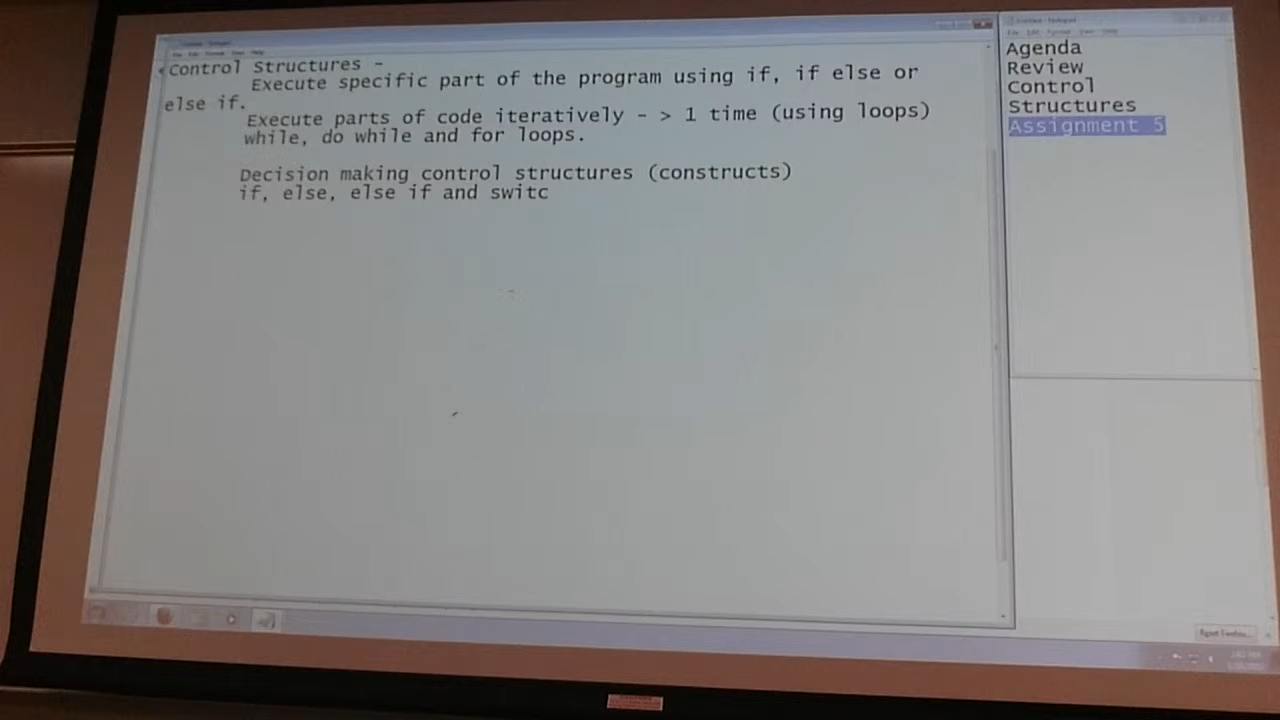 Control Structures -
Execute specific part of the program using if, if else or
else if.
Execute parts of code iteratively - > 1 time (using loops)
while, do while and for loops.
Decision making control structures (constructs)
if, else, else if and switc
Agenda
Review
Control
Structures
Assignment 5